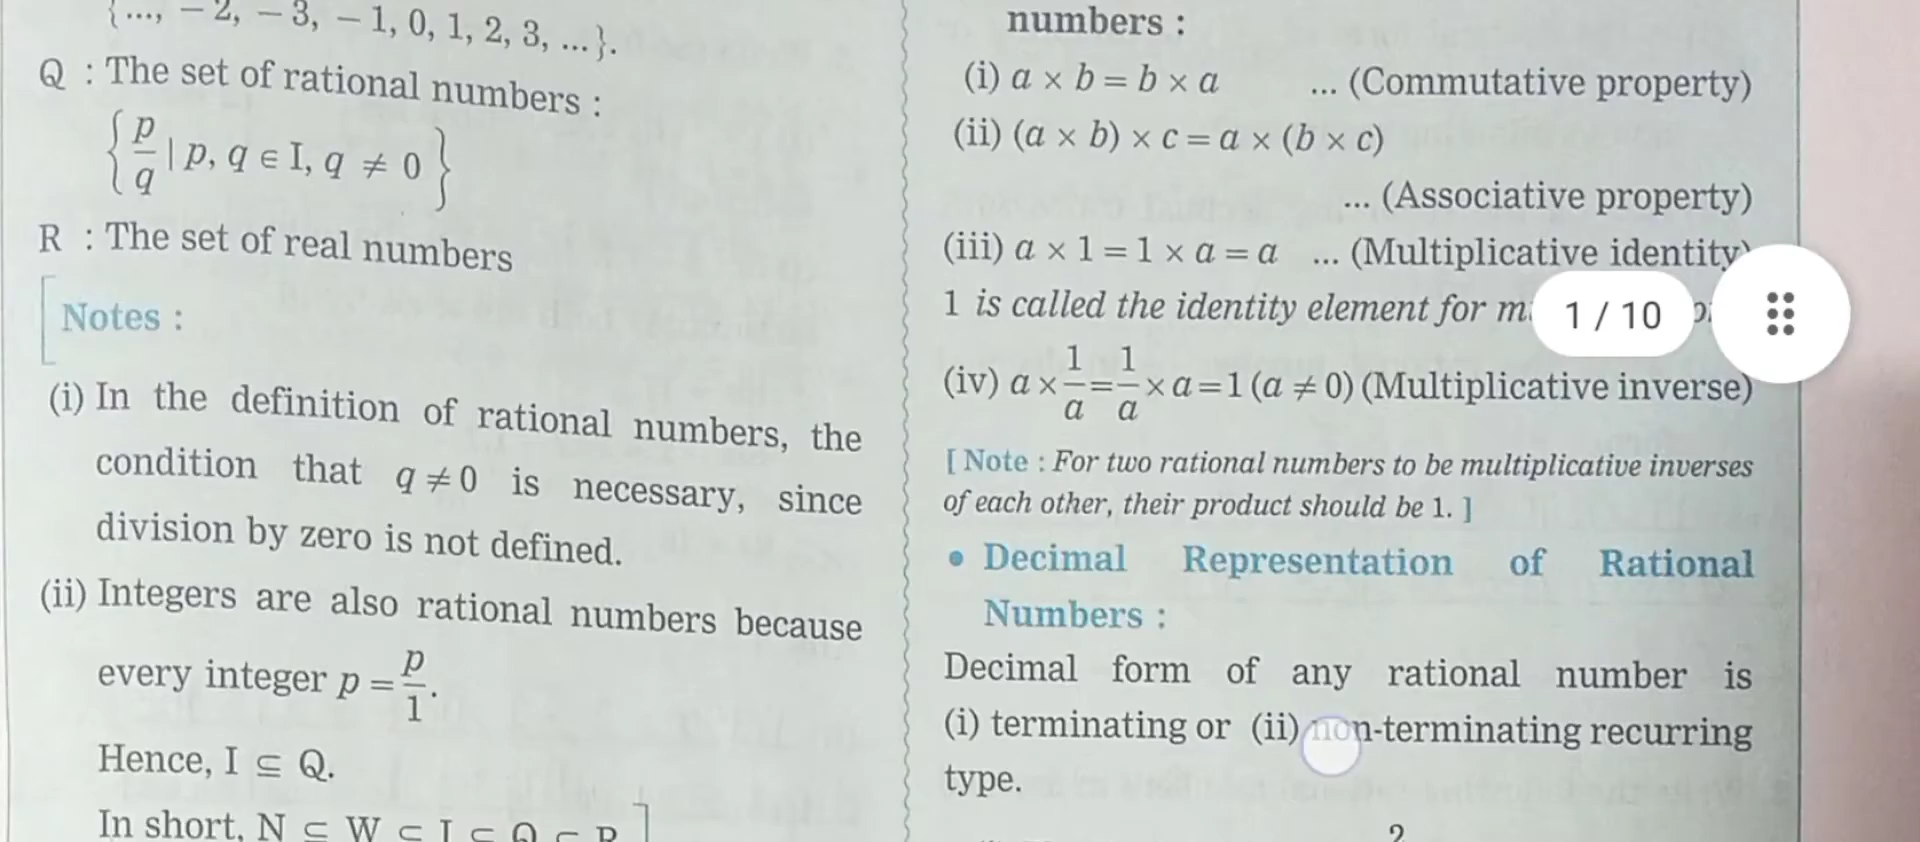 {..., – 2, – 3, – 1, 0, 1, 2, 3, ...}.
Q : The set of rational numbers :
{p/q | p, q ∈ I, q ≠ 0}
R : The set of real numbers
Notes :
(i) In the definition of rational numbers, the
condition that q ≠ 0 is necessary, since
division by zero is not defined.
(ii) Integers are also rational numbers because
every integer p = p/1.
Hence, I ⊆ Q.
In short, N ⊆ W ⊆ I ⊆ Q ⊆ R ]
numbers :
(i) a × b = b × a ... (Commutative property)
(ii) (a × b) × c = a × (b × c)
... (Associative property)
(iii) a × 1 = 1 × a = a ... (Multiplicative identity)
1 is called the identity element for
1 / 10
(iv) a × 1/a = 1/a × a = 1 (a ≠ 0) (Multiplicative inverse)
[ Note : For two rational numbers to be multiplicative inverses
of each other, their product should be 1. ]
• Decimal Representation of Rational
Numbers :
Decimal form of any rational number is
(i) terminating or (ii) non-terminating recurring
type.
2